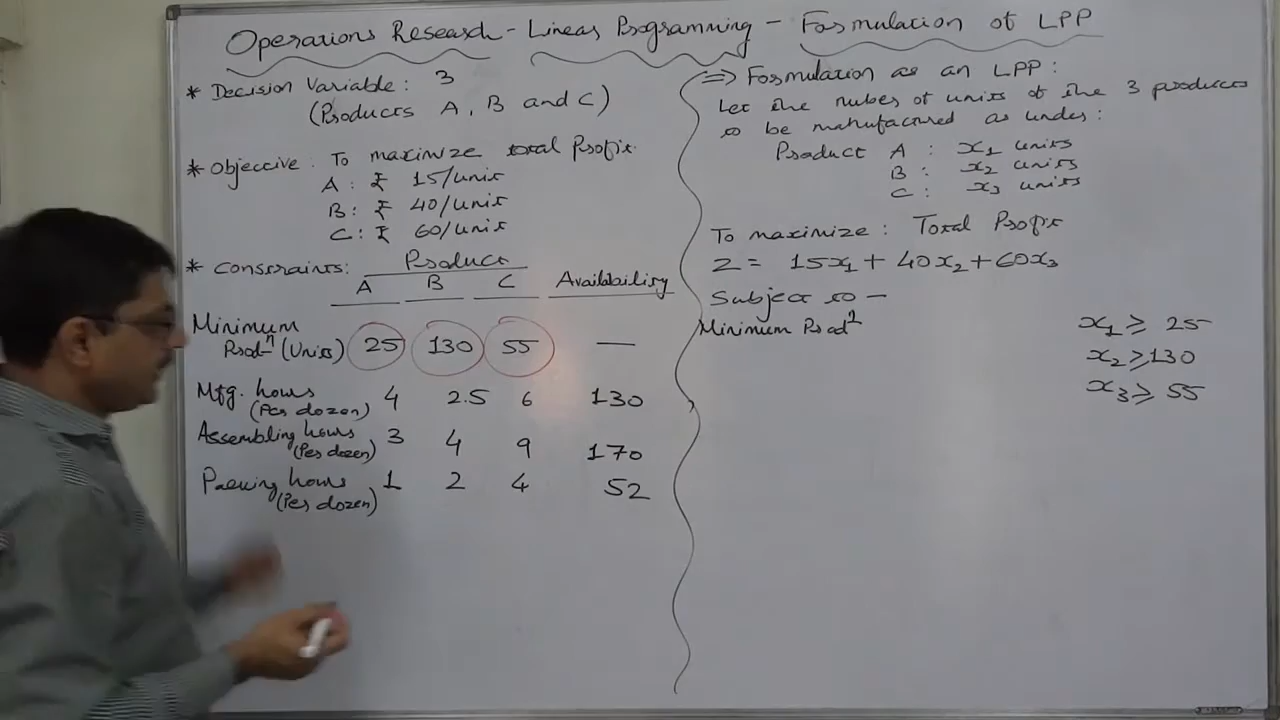 Operations Research - Linear Programming - Formulation of LPP
* Decision Variable : 3
(Products A, B and C)
* Objective : To maximize total Profit.
A : ₹ 15/unit
B : ₹ 40/unit
C : ₹ 60/unit
* Constraints: Product
A B C Availability
Minimum
Prodⁿ (Units) 25 130 55 —
Mfg. hours
(Per dozen) 4 2.5 6 130
Assembling hours
(Per dozen) 3 4 9 170
Packing hours
(Per dozen) 1 2 4 52
⇒ Formulation as an LPP :
Let the nubes of units of the 3 products
to be manufactured as under :
Product A : x₁ units
B : x₂ units
C : x₃ units
To maximize : Total Profit
Z = 15x₁ + 40x₂ + 60x₃
Subject to —
Minimum Prodⁿ x₁ ≥ 25
x₂ ≥ 130
x₃ ≥ 55